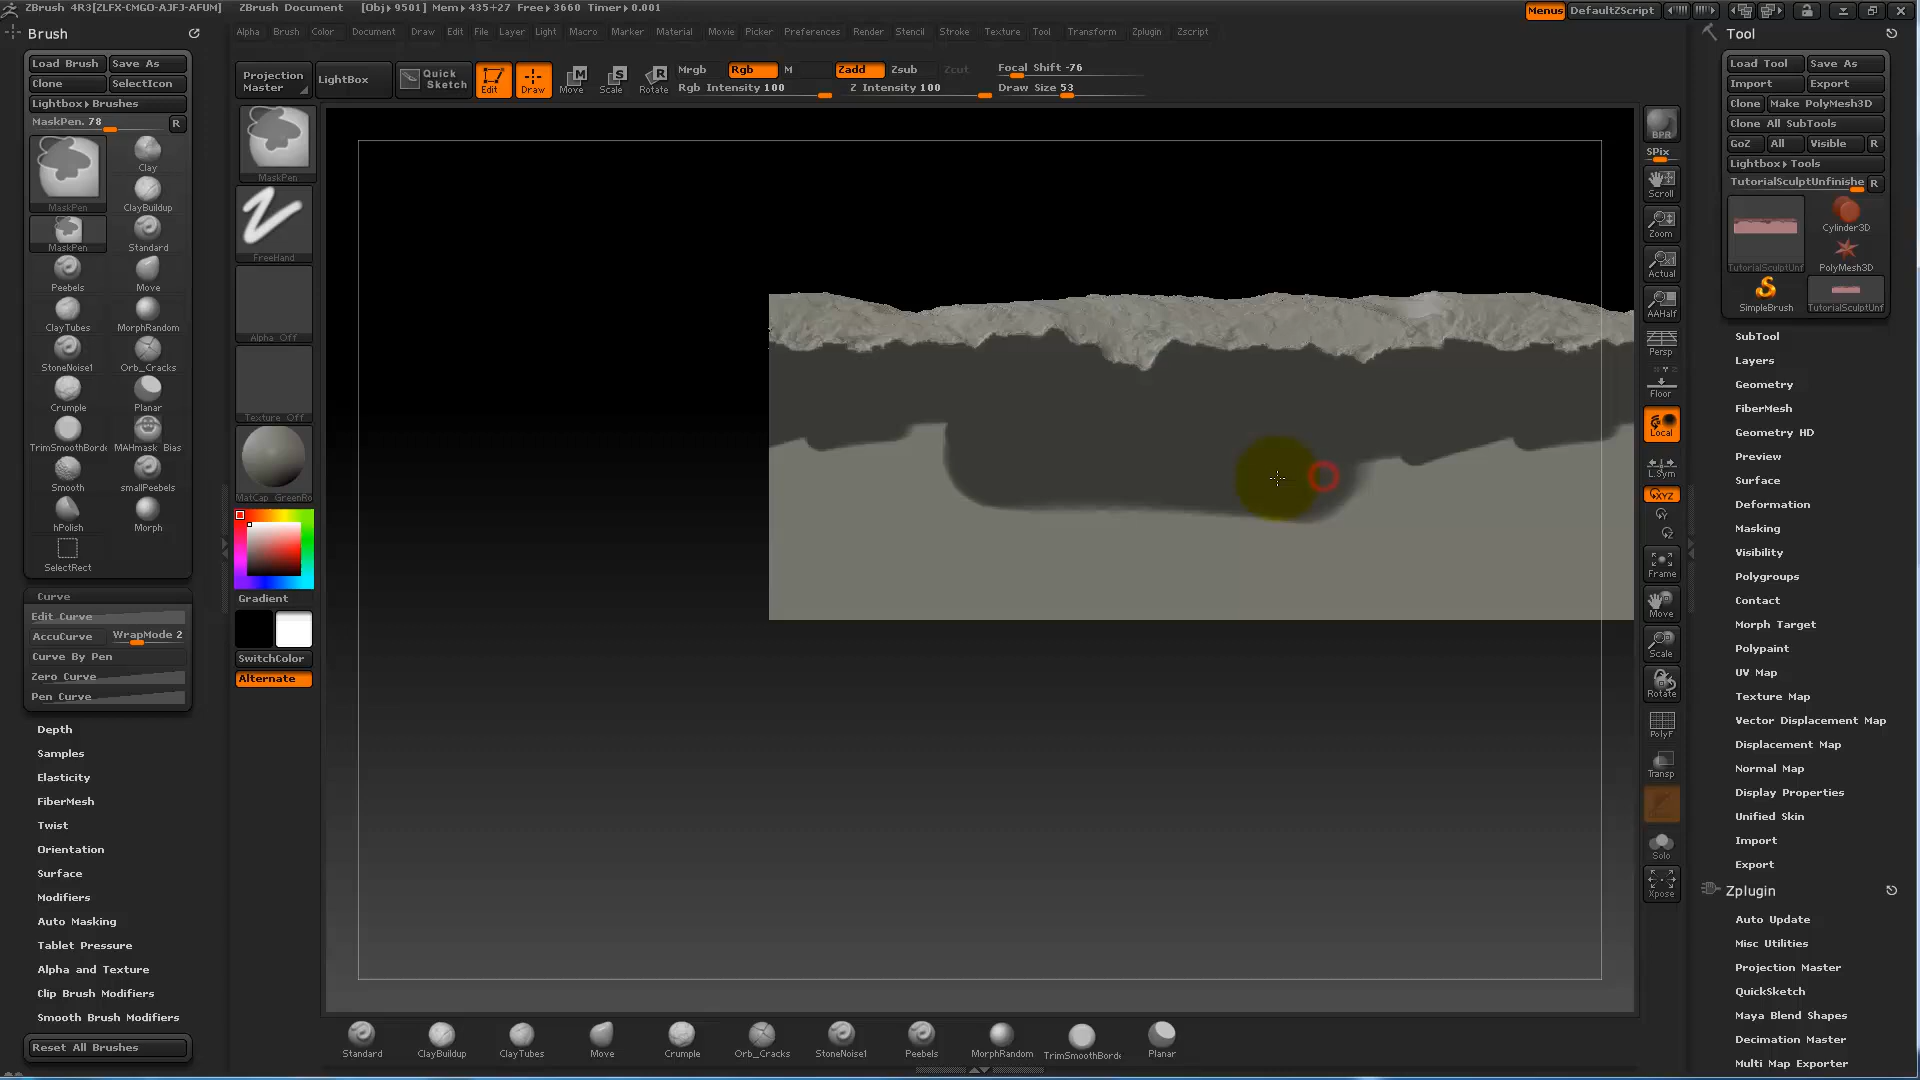 ZBrush 4R3[ZLFX-CMGO-AJFJ-AFUM] ZBrush Document [Obj▸9501] Mem▸435+27 Free▸3660 Timer▸0.001 Menus DefaultZScript
Alpha Brush Color Document Draw Edit File Layer Light Macro Marker Material Movie Picker Preferences Render Stencil Stroke Texture Tool Transform Zplugin Zscript
Brush
Load Brush Save As
Clone SelectIcon
Lightbox▸Brushes
MaskPen. 78 R
MaskPen
Clay
ClayBuildup
MaskPen
Standard
Peebels
Move
ClayTubes
MorphRandom
StoneNoise1
Orb_Cracks
Crumple
Planar
TrimSmoothBorde
MAHmask_Bias
Smooth
smallPeebels
hPolish
Morph
SelectRect
Curve
Edit Curve
AccuCurve WrapMode 2
Curve By Pen
Zero Curve
Pen Curve
Depth
Samples
Elasticity
FiberMesh
Twist
Orientation
Surface
Modifiers
Auto Masking
Tablet Pressure
Alpha and Texture
Clip Brush Modifiers
Smooth Brush Modifiers
Reset All Brushes
Projection Master
LightBox
Quick Sketch
Edit
Draw
Move
Scale
Rotate
Mrgb Rgb M Zadd Zsub Zcut
Rgb Intensity 100 Z Intensity 100
Focal Shift -76
Draw Size 53
MaskPen
FreeHand
Alpha Off
Texture Off
MatCap GreenRo
Gradient
SwitchColor
Alternate
Standard ClayBuildup ClayTubes Move Crumple Orb_Cracks StoneNoise1 Peebels MorphRandom TrimSmoothBorde Planar
BPR
SPix
Scroll
Zoom
Actual
AAHalf
Persp
Floor
Local
L.Sym
XYZ
Frame
Move
Scale
Rotate
PolyF
Transp
Solo
Xpose
Tool
Load Tool Save As
Import Export
Clone Make PolyMesh3D
Clone All SubTools
GoZ All Visible R
Lightbox▸Tools
TutorialSculptUnfinishe R
TutorialSculptUnf
Cylinder3D
PolyMesh3D
SimpleBrush
TutorialSculptUnf
SubTool
Layers
Geometry
FiberMesh
Geometry HD
Preview
Surface
Deformation
Masking
Visibility
Polygroups
Contact
Morph Target
Polypaint
UV Map
Texture Map
Vector Displacement Map
Displacement Map
Normal Map
Display Properties
Unified Skin
Import
Export
Zplugin
Auto Update
Misc Utilities
Projection Master
QuickSketch
Maya Blend Shapes
Decimation Master
Multi Map Exporter